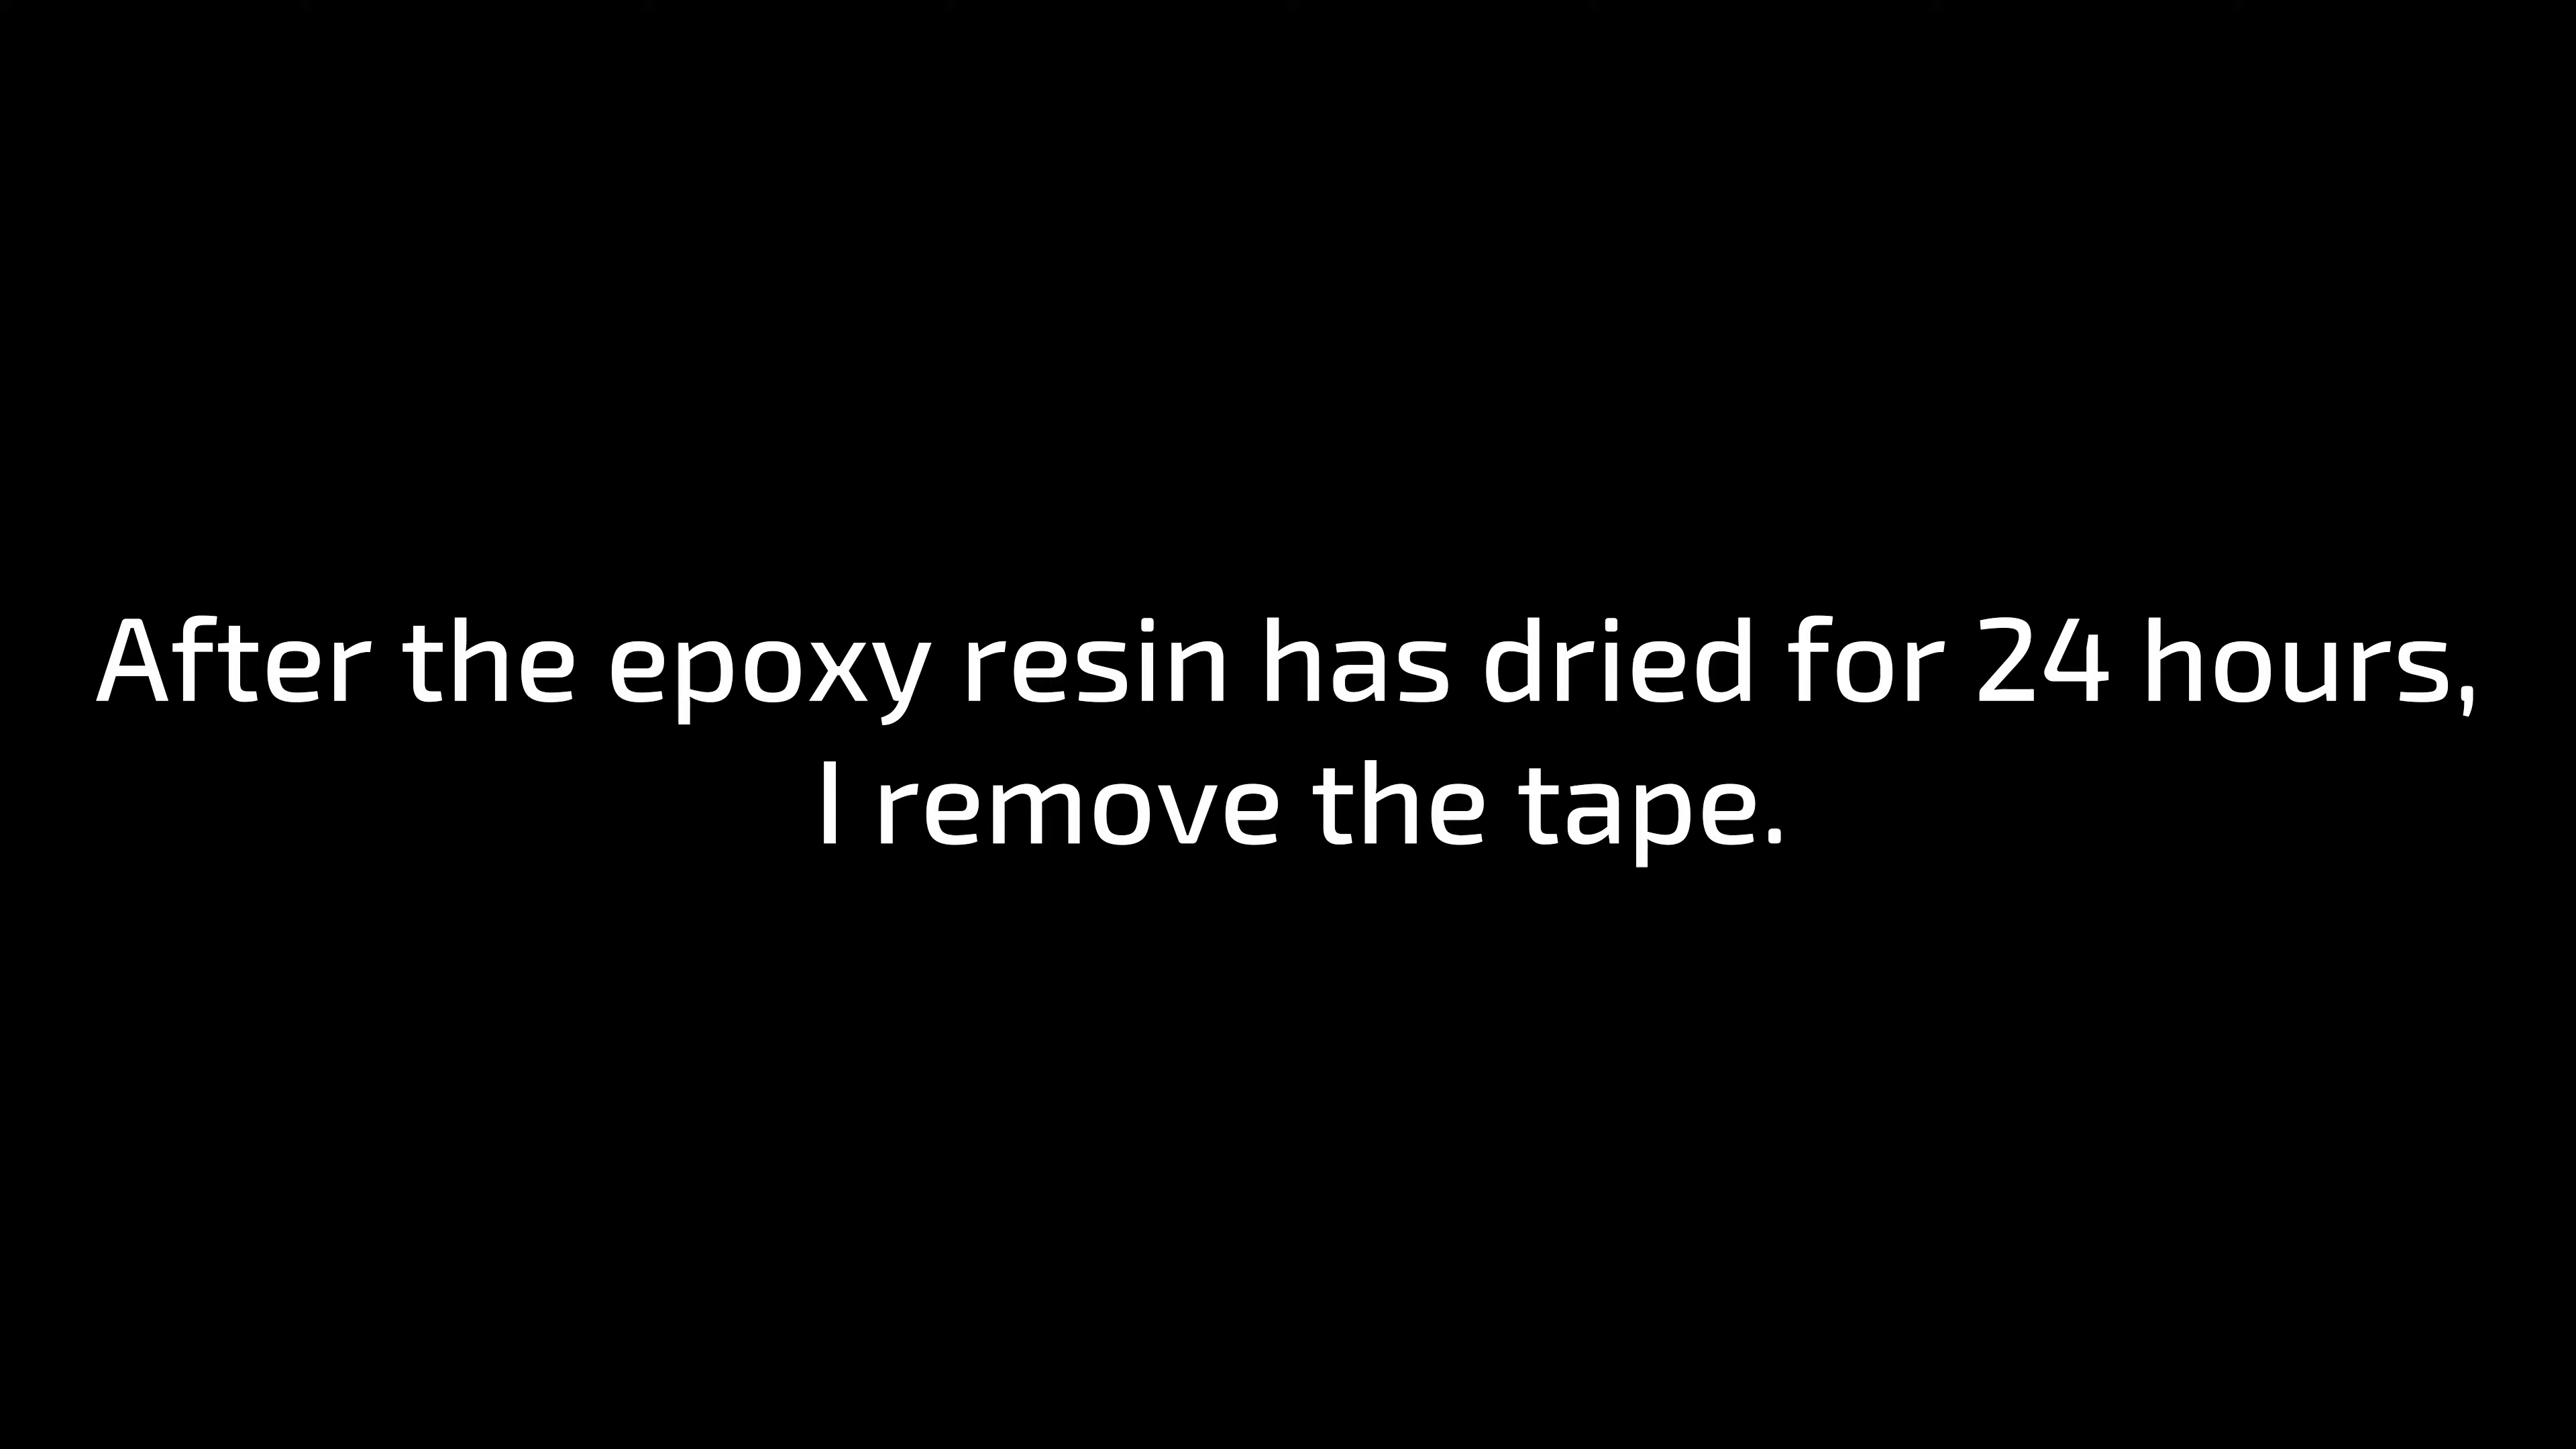 After the epoxy resin has dried for 24 hours,
I remove the tape.